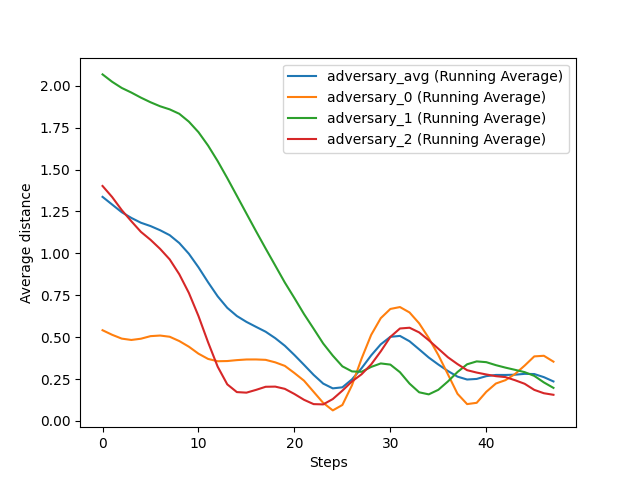 adversary_avg (Running Average)
adversary_0 (Running Average)
adversary_1 (Running Average)
adversary_2 (Running Average)
2.00
1.75
1.50
1.25
1.00
0.75
0.50
0.25
0.00
Average distance
0 10 20 30 40
Steps